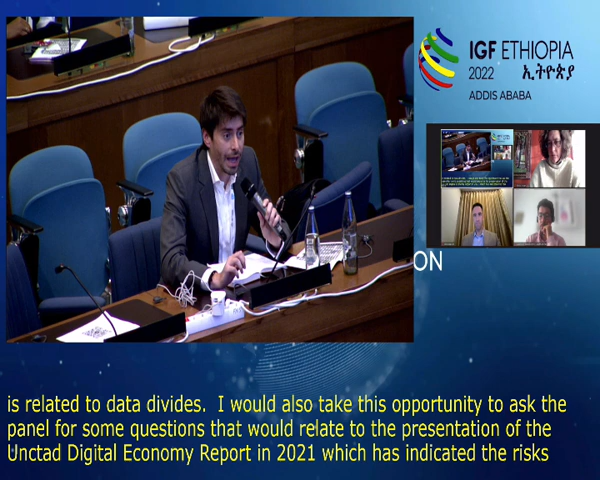 IGF ETHIOPIA
2022 ኢትዮጵያ
ADDIS ABABA
ON
is related to data divides.  I would also take this opportunity to ask the
panel for some questions that would relate to the presentation of the
Unctad Digital Economy Report in 2021 which has indicated the risks